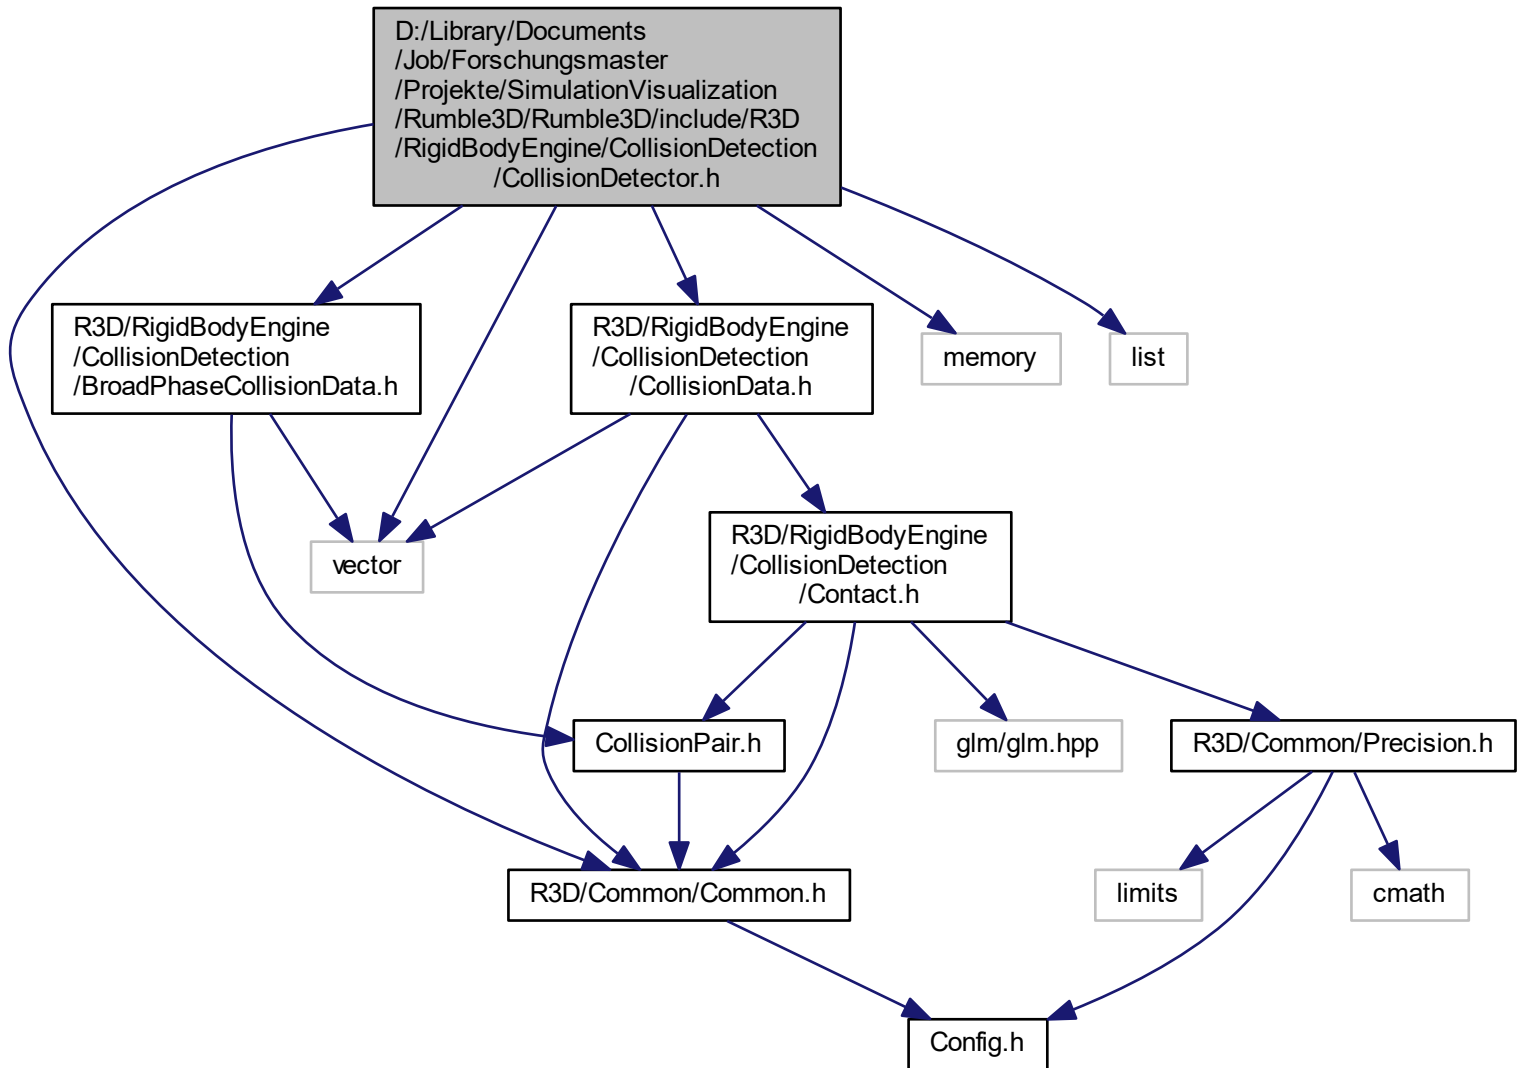 D:/Library/Documents
/Job/Forschungsmaster
/Projekte/SimulationVisualization
/Rumble3D/Rumble3D/include/R3D
/RigidBodyEngine/CollisionDetection
/CollisionDetector.h
R3D/RigidBodyEngine
/CollisionDetection
/BroadPhaseCollisionData.h
R3D/RigidBodyEngine
/CollisionDetection
/CollisionData.h
memory
list
vector
R3D/RigidBodyEngine
/CollisionDetection
/Contact.h
CollisionPair.h
glm/glm.hpp
R3D/Common/Precision.h
R3D/Common/Common.h
limits
cmath
Config.h